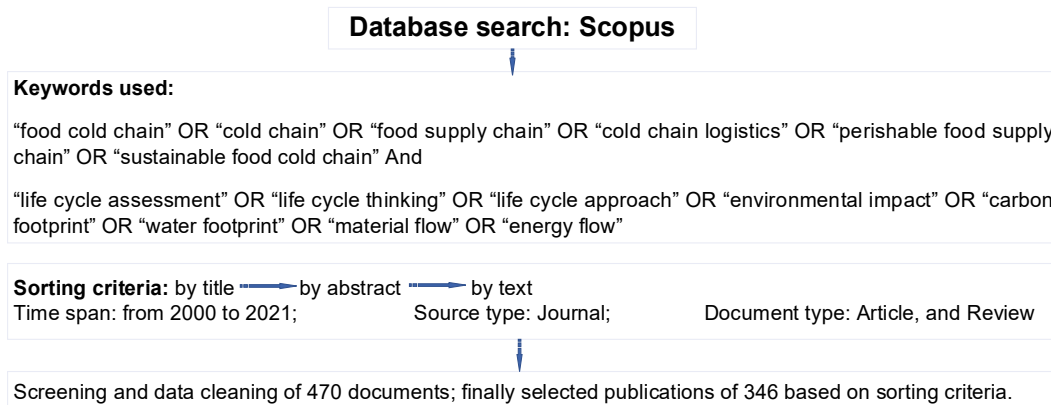 Database search: Scopus
Keywords used:
“food cold chain” OR “cold chain” OR “food supply chain” OR “cold chain logistics” OR “perishable food supply
chain” OR “sustainable food cold chain” And
“life cycle assessment” OR “life cycle thinking” OR “life cycle approach” OR “environmental impact” OR “carbon
footprint” OR “water footprint” OR “material flow” OR “energy flow”
Sorting criteria: by title by abstract by text
Time span: from 2000 to 2021; Source type: Journal; Document type: Article, and Review
Screening and data cleaning of 470 documents; finally selected publications of 346 based on sorting criteria.